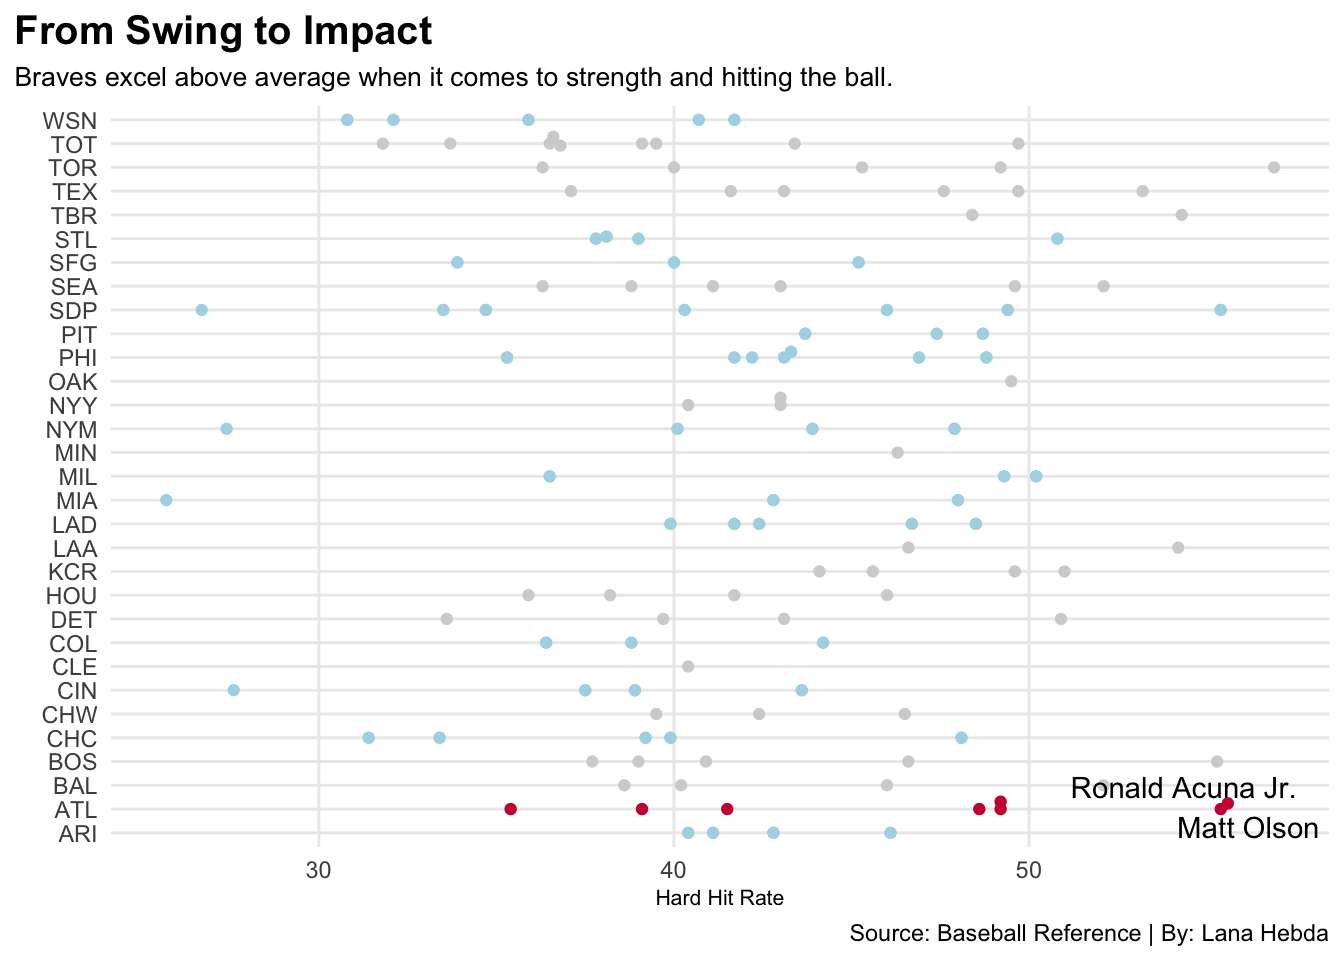 From Swing to Impact
Braves excel above average when it comes to strength and hitting the ball.
WSN
TOT
TOR
TEX
TBR
STL
SFG
SEA
SDP
PIT
PHI
OAK
NYY
NYM
MIN
MIL
MIA
LAD
LAA
KCR
HOU
DET
COL
CLE
CIN
CHW
CHC
BOS
BAL
Ronald Acuna Jr.
ATL
Matt Olson
ARI
30 40 50
Hard Hit Rate
Source: Baseball Reference | By: Lana Hebda